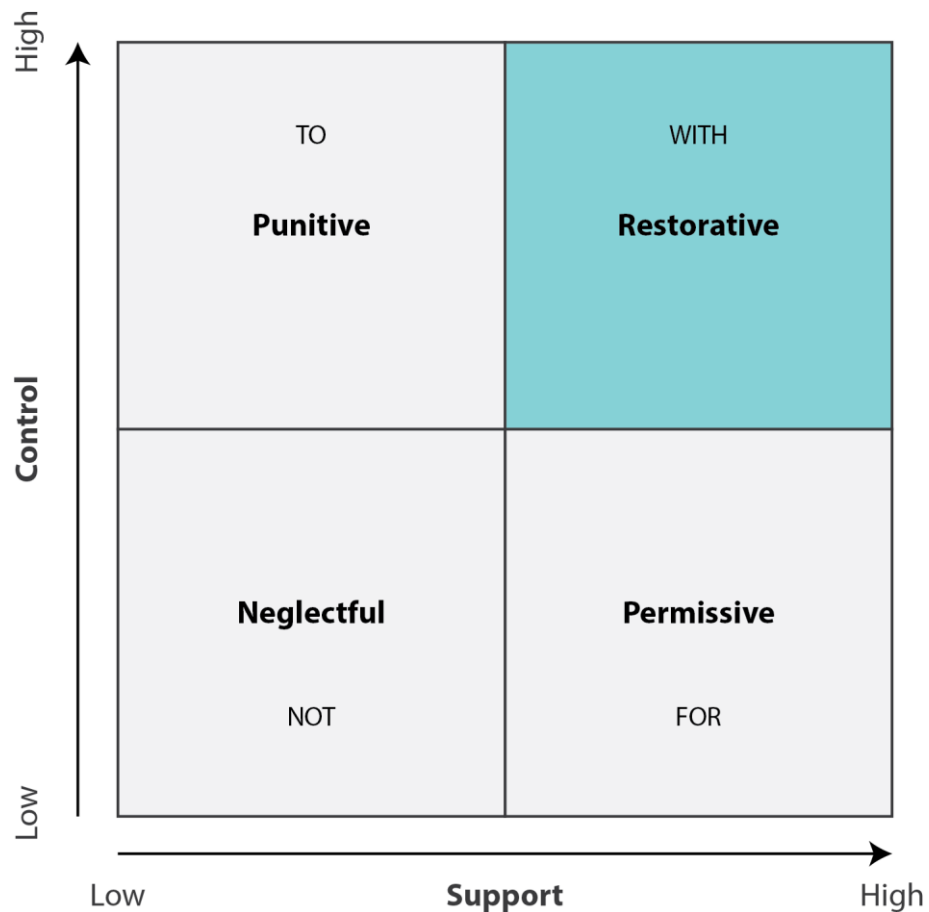 High
TO
WITH
Punitive
Restorative
Control
Neglectful
Permissive
NOT
FOR
Low
Low
Support
High